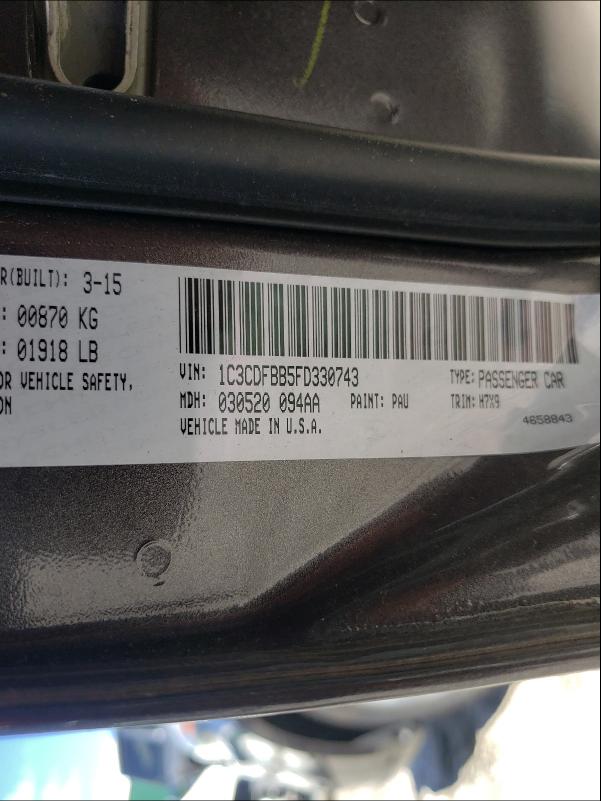 R(BUILT): 3-15
: 00870 KG
: 01918 LB
OR VEHICLE SAFETY,
ON
VIN: 1C3CDFBB5FD330743 TYPE: PASSENGER CAR
MDH: 030520 094AA PAINT: PAU TRIM: H7X9
VEHICLE MADE IN U.S.A. 4658843